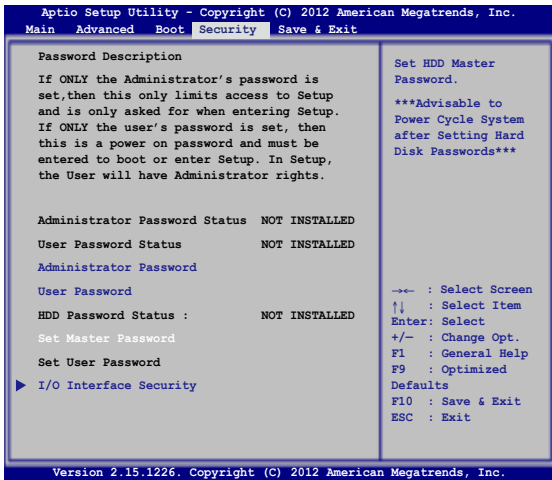 Aptio Setup Utility - Copyright (C) 2012 American Megatrends, Inc.
Main Advanced Boot Security Save & Exit
Password Description
If ONLY the Administrator's password is
set,then this only limits access to Setup
and is only asked for when entering Setup.
If ONLY the user's password is set, then
this is a power on password and must be
entered to boot or enter Setup. In Setup,
the User will have Administrator rights.
Administrator Password Status NOT INSTALLED
User Password Status NOT INSTALLED
Administrator Password
User Password
HDD Password Status : NOT INSTALLED
Set Master Password
Set User Password
I/O Interface Security
Set HDD Master
Password.
***Advisable to
Power Cycle System
after Setting Hard
Disk Passwords***
→← : Select Screen
↑↓ : Select Item
Enter: Select
+/— : Change Opt.
F1 : General Help
F9 : Optimized
Defaults
F10 : Save & Exit
ESC : Exit
Version 2.15.1226. Copyright (C) 2012 American Megatrends, Inc.